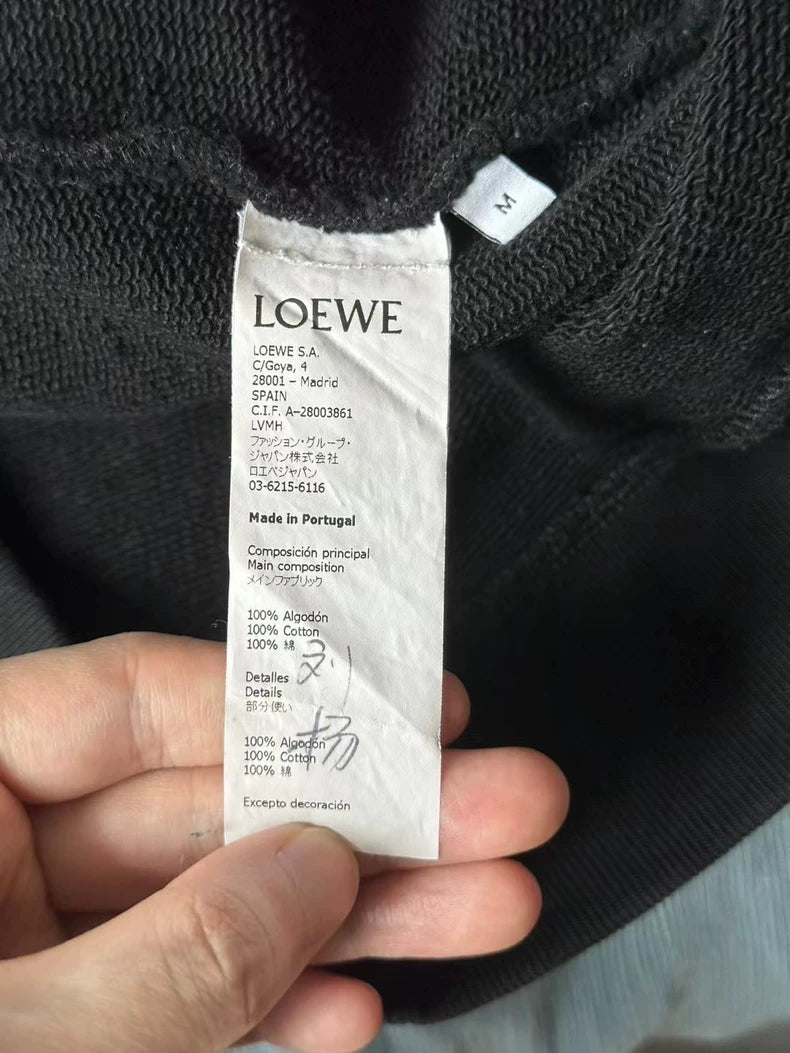 M
LOEWE
LOEWE S.A.
C/Goya, 4
28001 – Madrid
SPAIN
C.I.F. A–28003861
LVMH
ファッション・グループ・
ジャパン株式会社
ロエベジャパン
03-6215-6116
Made in Portugal
Composición principal
Main composition
メインファブリック
100% Algodón
100% Cotton
100% 綿
刘
Detalles
Details
部分使い
扬
100% Algodón
100% Cotton
100% 綿
Excepto decoración